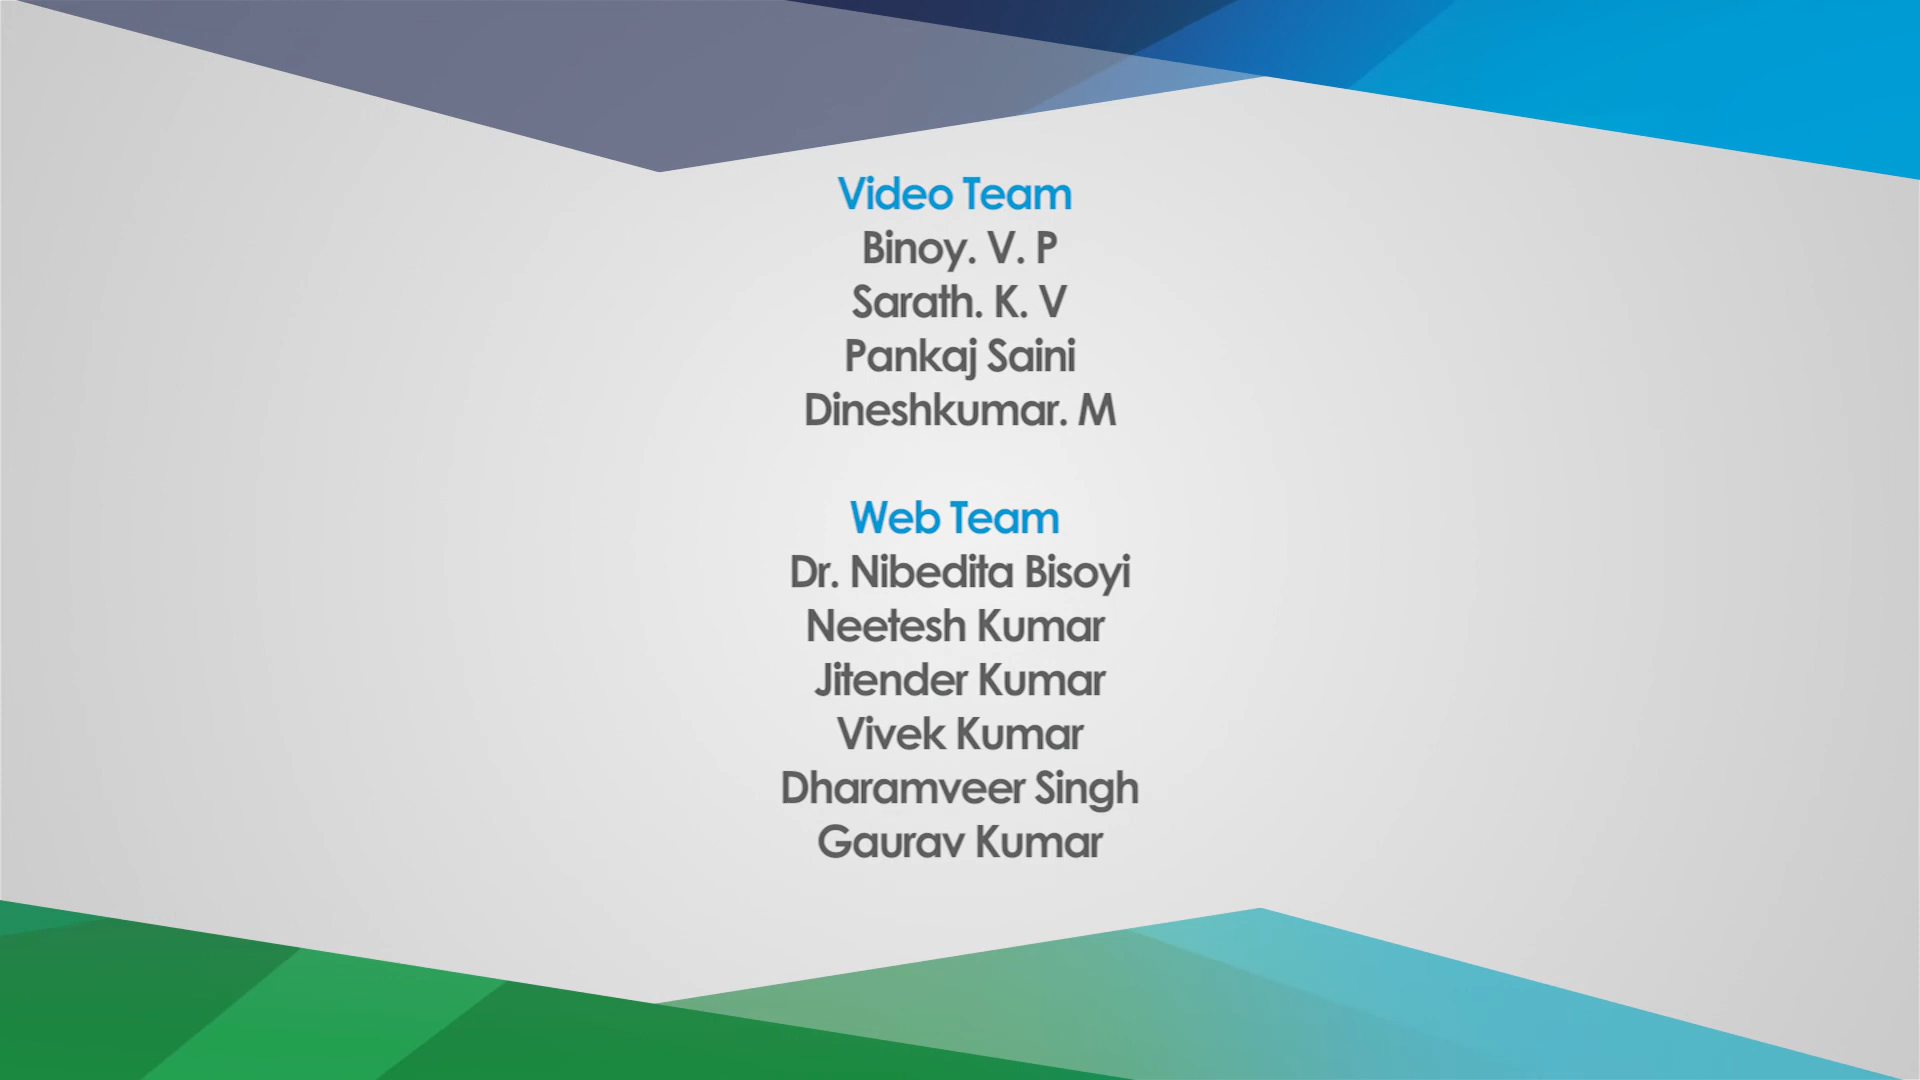 Video Team
Binoy. V. P
Sarath. K. V
Pankaj Saini
Dineshkumar. M
Web Team
Dr. Nibedita Bisoyi
Neetesh Kumar
Jitender Kumar
Vivek Kumar
Dharamveer Singh
Gaurav Kumar